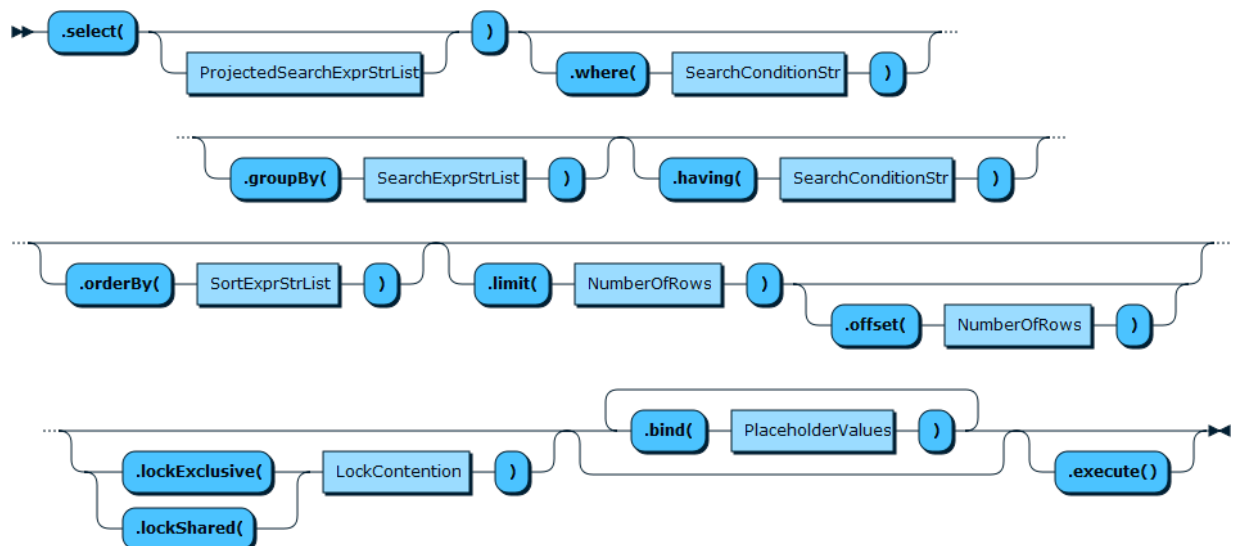 .select( ) 
ProjectedSearchExprStrList .where( SearchConditionStr )
.groupBy( SearchExprStrList ) .having( SearchConditionStr )
.orderBy( SortExprStrList ) .limit( NumberOfRows )
.offset( NumberOfRows )
.bind( PlaceholderValues )
.lockExclusive( LockContention ) .execute()
.lockShared(